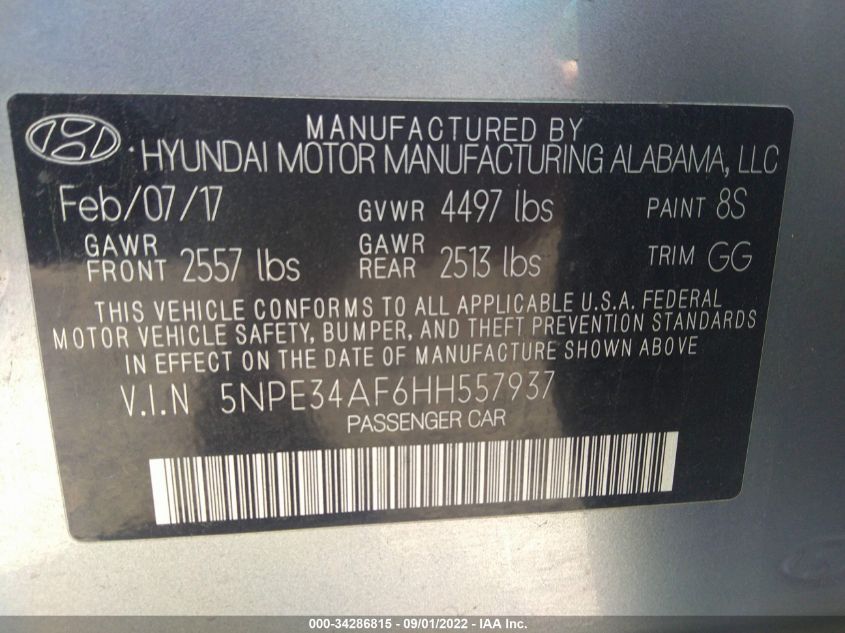 MANUFACTURED BY
HYUNDAI MOTOR MANUFACTURING ALABAMA, LLC
Feb/07/17 GVWR 4497 lbs PAINT 8S
GAWR FRONT 2557 lbs GAWR REAR 2513 lbs TRIM GG
THIS VEHICLE CONFORMS TO ALL APPLICABLE U.S.A. FEDERAL
MOTOR VEHICLE SAFETY, BUMPER, AND THEFT PREVENTION STANDARDS
IN EFFECT ON THE DATE OF MANUFACTURE SHOWN ABOVE.
V.I.N 5NPE34AF6HH557937
PASSENGER CAR
000-34286815 - 09/01/2022 - IAA Inc.